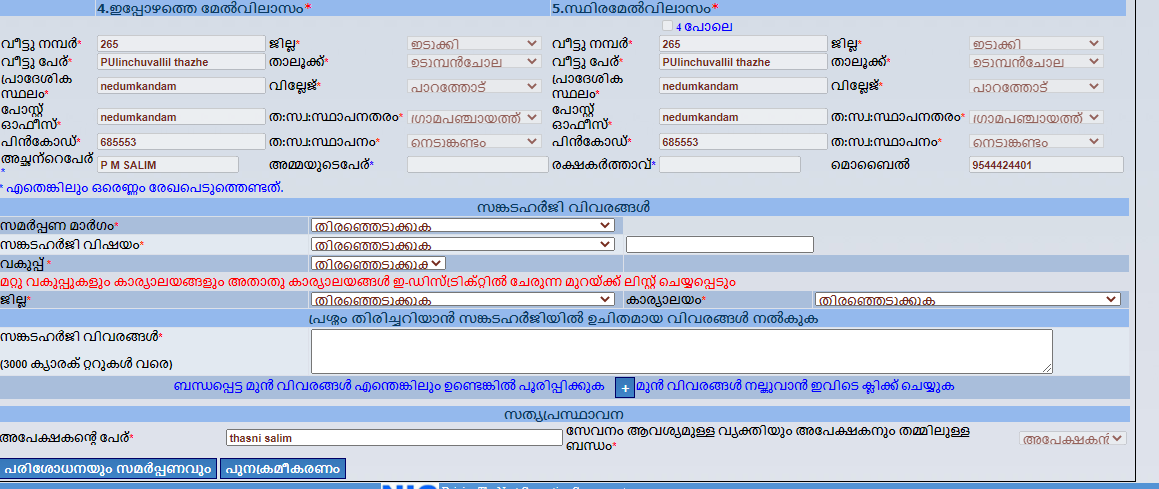 4.ഇപ്പോഴത്തെ മേൽവിലാസം* 5.സ്ഥിരമേൽവിലാസം*
4 പോലെ
വീട്ടു നമ്പർ* 265 ജില്ല* ഇടുക്കി വീട്ടു നമ്പർ* 265 ജില്ല* ഇടുക്കി
വീട്ടു പേര്* PUlinchuvallil thazhe താലൂക്ക്* ഉടുമ്പൻചോല വീട്ടു പേര്* PUlinchuvallil thazhe താലൂക്ക്* ഉടുമ്പൻചോല
പ്രാദേശിക സ്ഥലം* nedumkandam വില്ലേജ്* പാറത്തോട് പ്രാദേശിക സ്ഥലം* nedumkandam വില്ലേജ്* പാറത്തോട്
പോസ്റ്റ് ഓഫീസ്* nedumkandam ത:സ്വ:സ്ഥാപനതരം* ഗ്രാമപഞ്ചായത്ത് പോസ്റ്റ് ഓഫീസ്* nedumkandam ത:സ്വ:സ്ഥാപനതരം* ഗ്രാമപഞ്ചായത്ത്
പിൻകോഡ്* 685553 ത:സ്വ:സ്ഥാപനം* നെടുങ്കണ്ടം പിൻകോഡ്* 685553 ത:സ്വ:സ്ഥാപനം* നെടുങ്കണ്ടം
അച്ഛന്റെപേര്* P M SALIM അമ്മയുടെപേര്* രക്ഷകർത്താവ്* മൊബൈൽ 9544424401
* ഏതെങ്കിലും ഒരെണ്ണം രേഖപെടുത്തെണ്ടത്.
സങ്കടഹർജി വിവരങ്ങൾ
സമർപ്പണ മാർഗം* തിരഞ്ഞെടുക്കുക
സങ്കടഹർജി വിഷയം* തിരഞ്ഞെടുക്കുക
വകുപ്പ് * തിരഞ്ഞെടുക്കുക
മറ്റു വകുപ്പുകളും കാര്യാലയങ്ങളും അതാതു കാര്യാലയങ്ങൾ ഇ-ഡിസ്ട്രിക്റ്റിൽ ചേരുന്ന മുറയ്ക്ക് ലിസ്റ്റ് ചെയ്യപ്പെടും
ജില്ല* തിരഞ്ഞെടുക്കുക കാര്യാലയം* തിരഞ്ഞെടുക്കുക
പ്രശ്നം തിരിച്ചറിയാൻ സങ്കടഹർജിയിൽ ഉചിതമായ വിവരങ്ങൾ നൽകുക
സങ്കടഹർജി വിവരങ്ങൾ*
(3000 ക്യാരക് റ്ററുകൾ വരെ)
ബന്ധപ്പെട്ട മുൻ വിവരങ്ങൾ എന്തെങ്കിലും ഉണ്ടെങ്കിൽ പൂരിപ്പിക്കുക + മുൻ വിവരങ്ങൾ നല്കുവാൻ ഇവിടെ ക്ലിക്ക് ചെയ്യുക
സത്യപ്രസ്ഥാവന
അപേക്ഷകന്റെ പേര്* thasni salim സേവനം ആവശ്യമുള്ള വ്യക്തിയും അപേക്ഷകനും തമ്മിലുള്ള ബന്ധം* അപേക്ഷകൻ
പരിശോധനയും സമർപ്പണവും പുനക്രമീകരണം